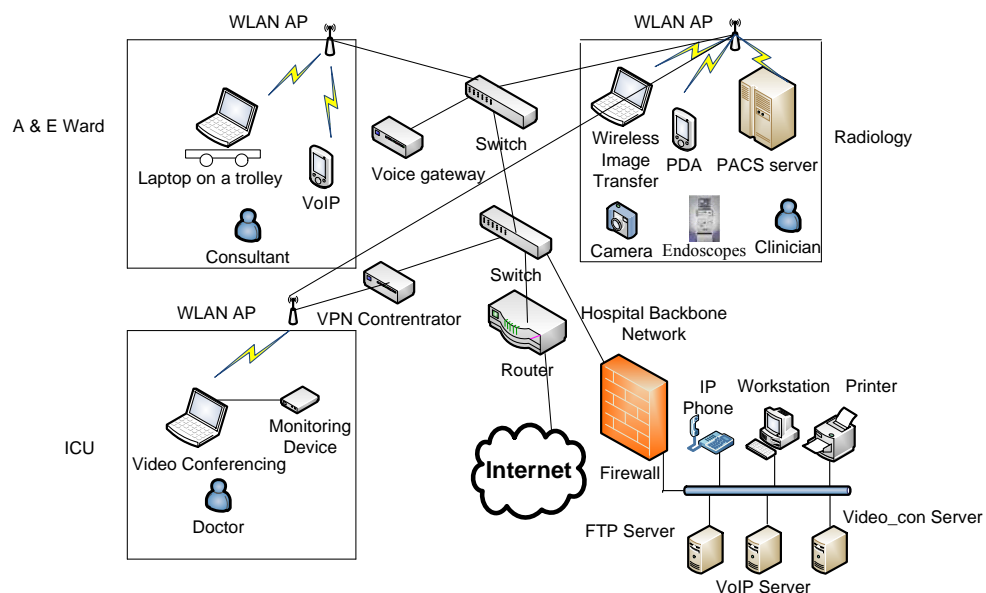 WLAN AP
WLAN AP
A & E Ward
Laptop on a trolley
VoIP
Consultant
Voice gateway
Switch
Wireless
Image
Transfer
PDA
PACS server
Radiology
Camera
Endoscopes
Clinician
Switch
WLAN AP
VPN Contrentrator
Router
Hospital Backbone
Network
ICU
Video Conferencing
Monitoring
Device
Doctor
Internet
Firewall
IP
Phone
Workstation
Printer
FTP Server
Video_con Server
VoIP Server